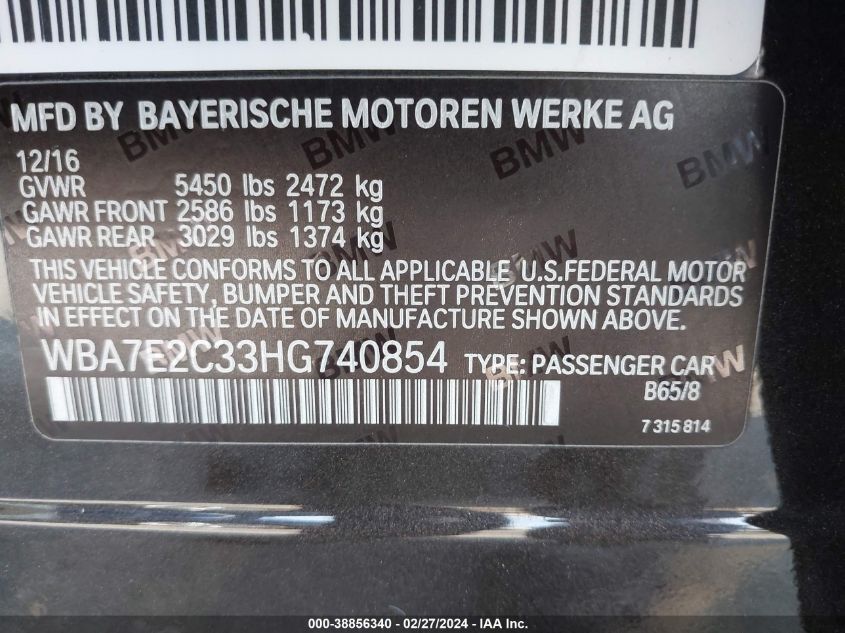 MFD BY BAYERISCHE MOTOREN WERKE AG
12/16
GVWR 5450 lbs 2472 kg
GAWR FRONT 2586 lbs 1173 kg
GAWR REAR 3029 lbs 1374 kg
THIS VEHICLE CONFORMS TO ALL APPLICABLE U.S.FEDERAL MOTOR
VEHICLE SAFETY, BUMPER AND THEFT PREVENTION STANDARDS
IN EFFECT ON THE DATE OF MANUFACTURE SHOWN ABOVE.
WBA7E2C33HG740854 TYPE: PASSENGER CAR
B65/8
7 315 814
000-38856340 - 02/27/2024 - IAA Inc.